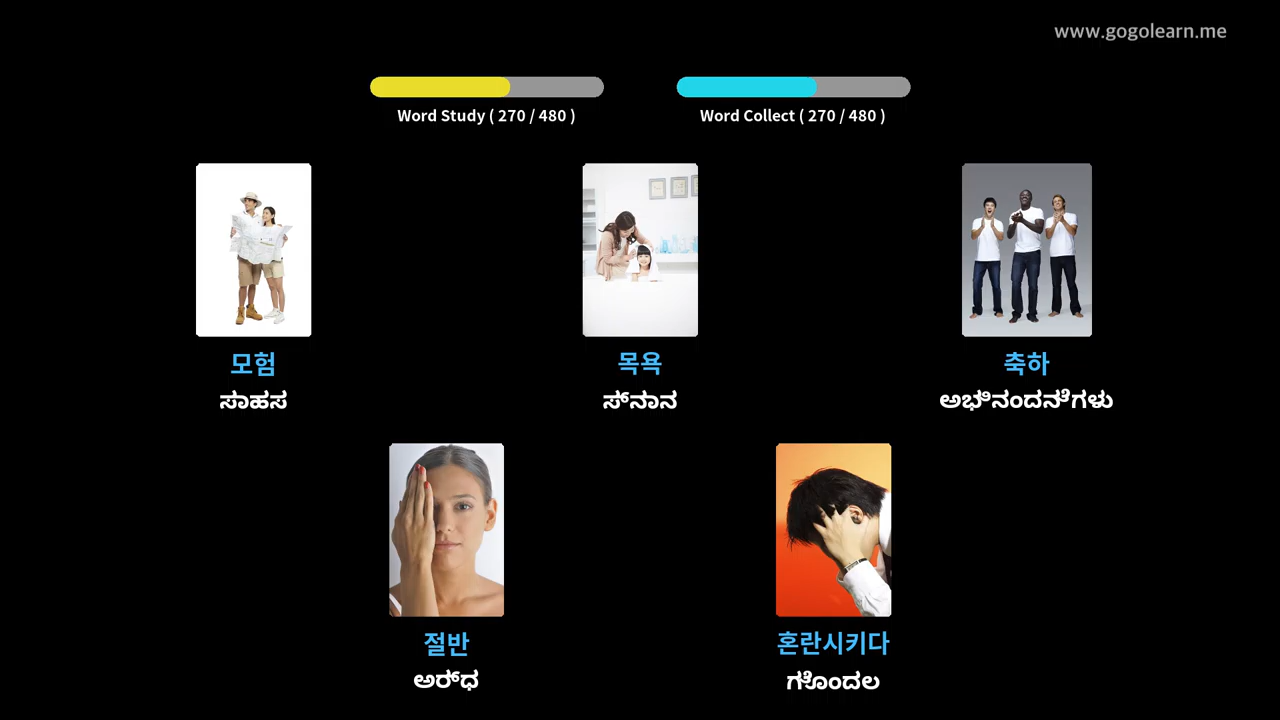 www.gogolearn.me
Word Study ( 270 / 480 )
Word Collect ( 270 / 480 )
모험
ಸಾಹಸ
목욕
ಸ್ನಾನ
축하
ಅಭಿನಂದನೆಗಳು
절반
ಅರ್ಧ
혼란시키다
ಗೊಂದಲ